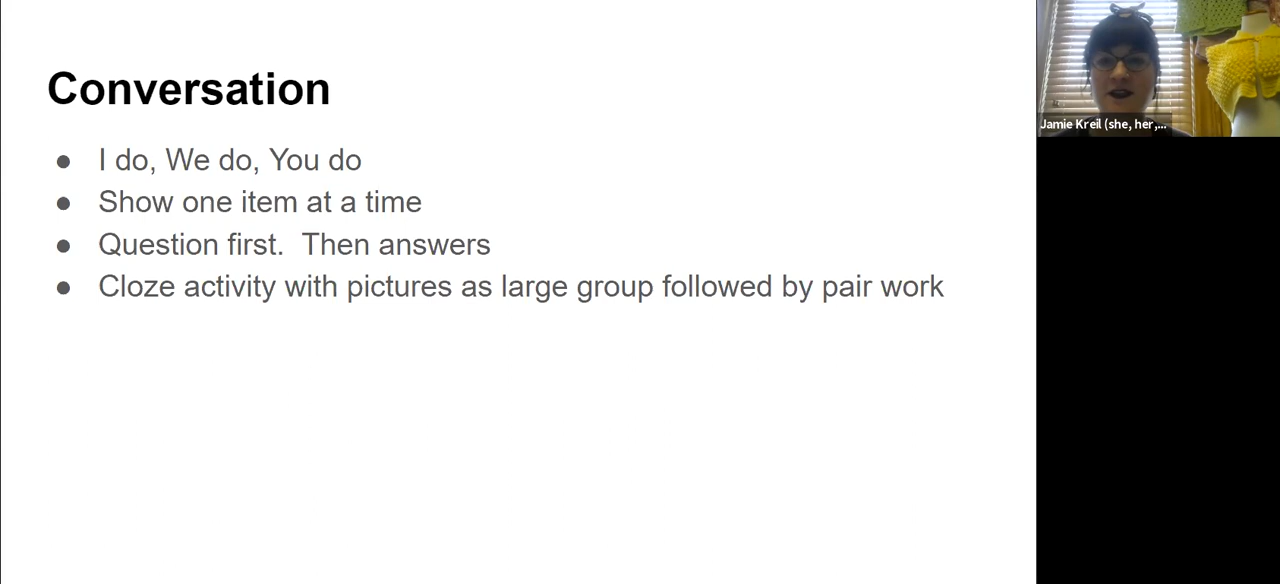 Conversation
● I do, We do, You do
● Show one item at a time
● Question first.  Then answers
● Cloze activity with pictures as large group followed by pair work
Jamie Kreil (she, her,...